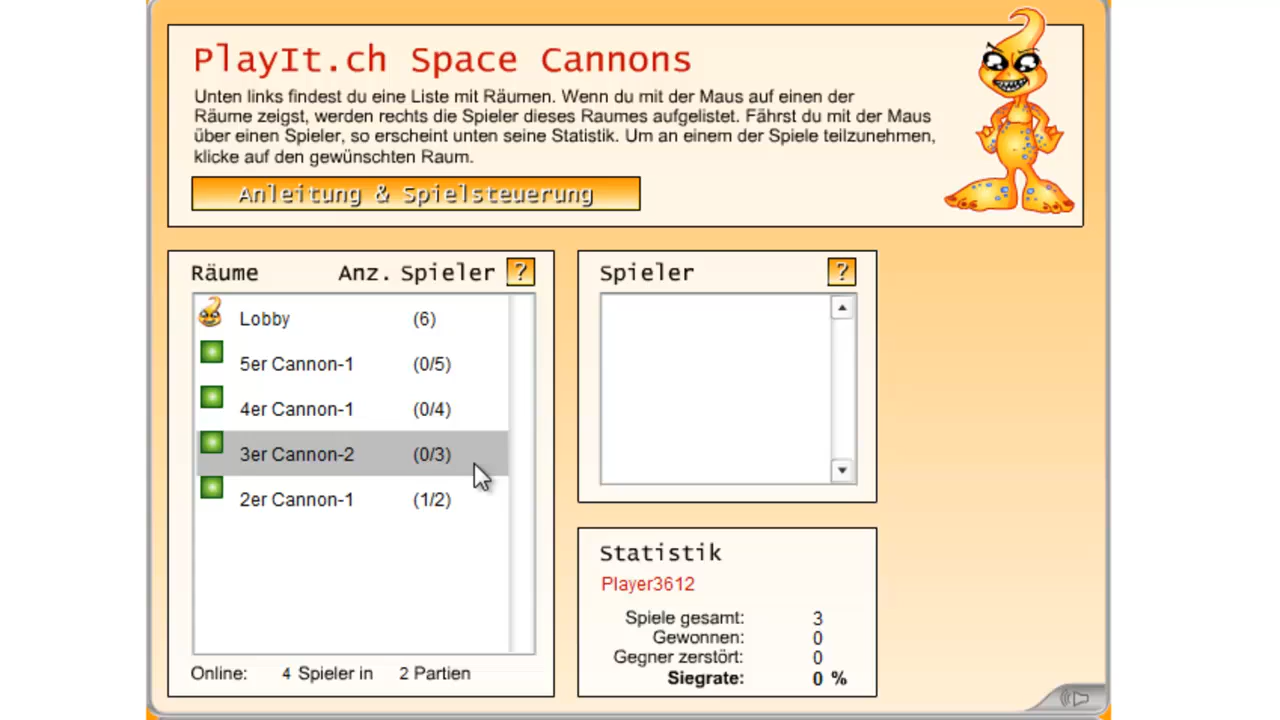 PlayIt.ch Space Cannons
Unten links findest du eine Liste mit Räumen. Wenn du mit der Maus auf einen der
Räume zeigst, werden rechts die Spieler dieses Raumes aufgelistet. Fährst du mit der Maus
über einen Spieler, so erscheint unten seine Statistik. Um an einem der Spiele teilzunehmen,
klicke auf den gewünschten Raum.
Anleitung & Spielsteuerung
Räume Anz. Spieler ?
Lobby (6)
5er Cannon-1 (0/5)
4er Cannon-1 (0/4)
3er Cannon-2 (0/3)
2er Cannon-1 (1/2)
Online: 4 Spieler in 2 Partien
Spieler ?
Statistik
Player3612
Spiele gesamt: 3
Gewonnen: 0
Gegner zerstört: 0
Siegrate: 0 %